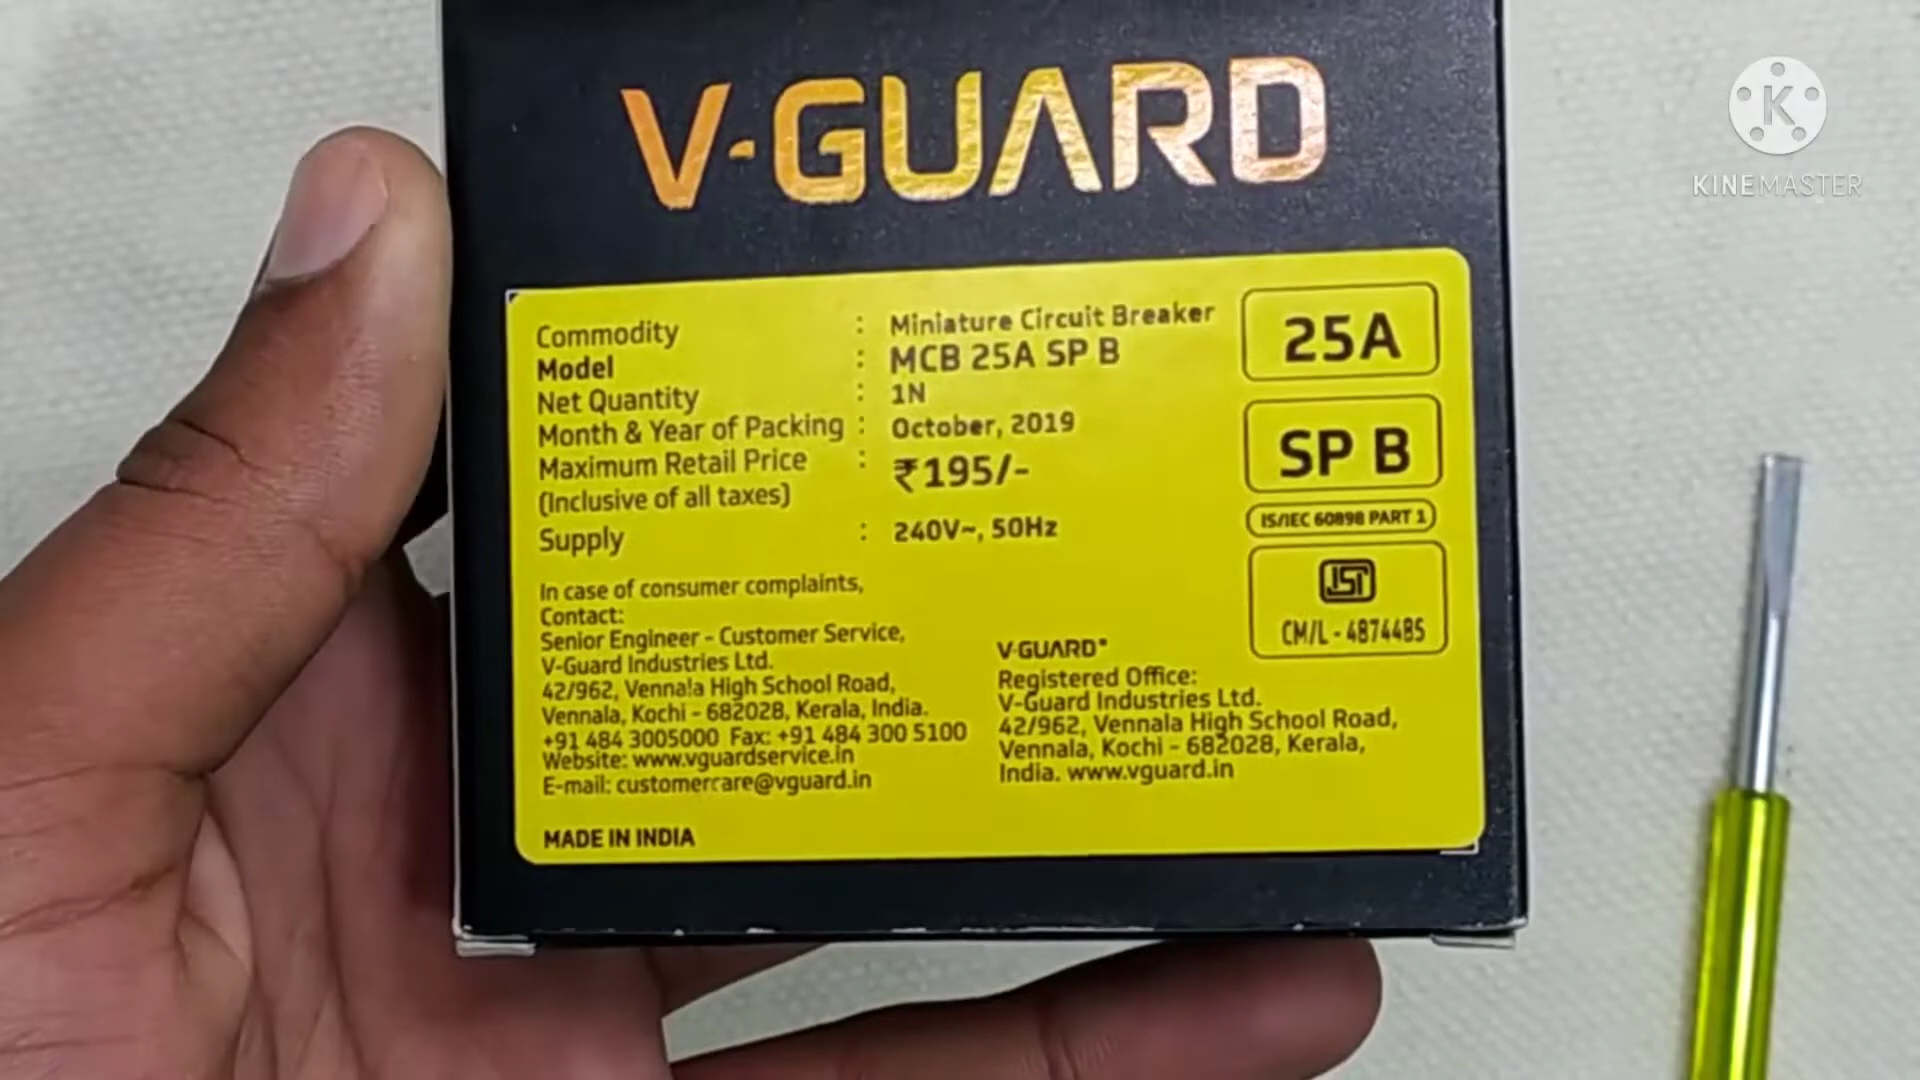 V-GUARD
Commodity : Miniature Circuit Breaker
Model : MCB 25A SP B
Net Quantity : 1N
Month & Year of Packing : October, 2019
Maximum Retail Price : ₹195/-
(Inclusive of all taxes)
Supply : 240V~, 50Hz
25A
SP B
IS/IEC 60898 PART 1
ISI
CM/L - 4874485
In case of consumer complaints,
Contact:
Senior Engineer - Customer Service,
V-Guard Industries Ltd.
42/962, Vennala High School Road,
Vennala, Kochi - 682028, Kerala, India.
+91 484 3005000 Fax: +91 484 300 5100
Website: www.vguardservice.in
E-mail: customercare@vguard.in
V-GUARD®
Registered Office:
V-Guard Industries Ltd.
42/962, Vennala High School Road,
Vennala, Kochi - 682028, Kerala,
India. www.vguard.in
MADE IN INDIA
K
KINEMASTER